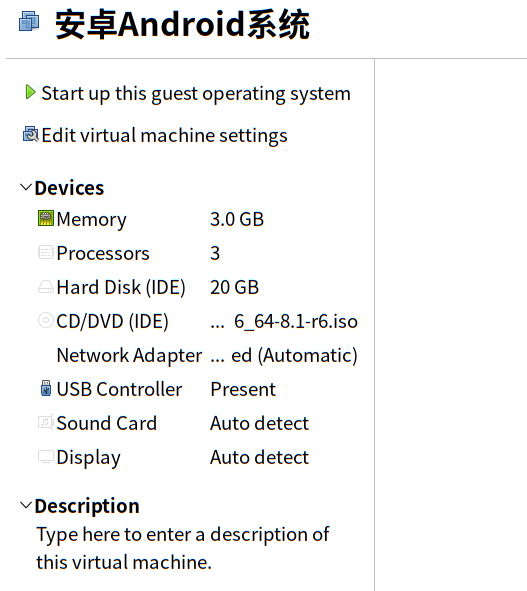 安卓Android系统
Start up this guest operating system
Edit virtual machine settings
Devices
Memory 3.0 GB
Processors 3
Hard Disk (IDE) 20 GB
CD/DVD (IDE) ... 6_64-8.1-r6.iso
Network Adapter ... ed (Automatic)
USB Controller Present
Sound Card Auto detect
Display Auto detect
Description
Type here to enter a description of
this virtual machine.